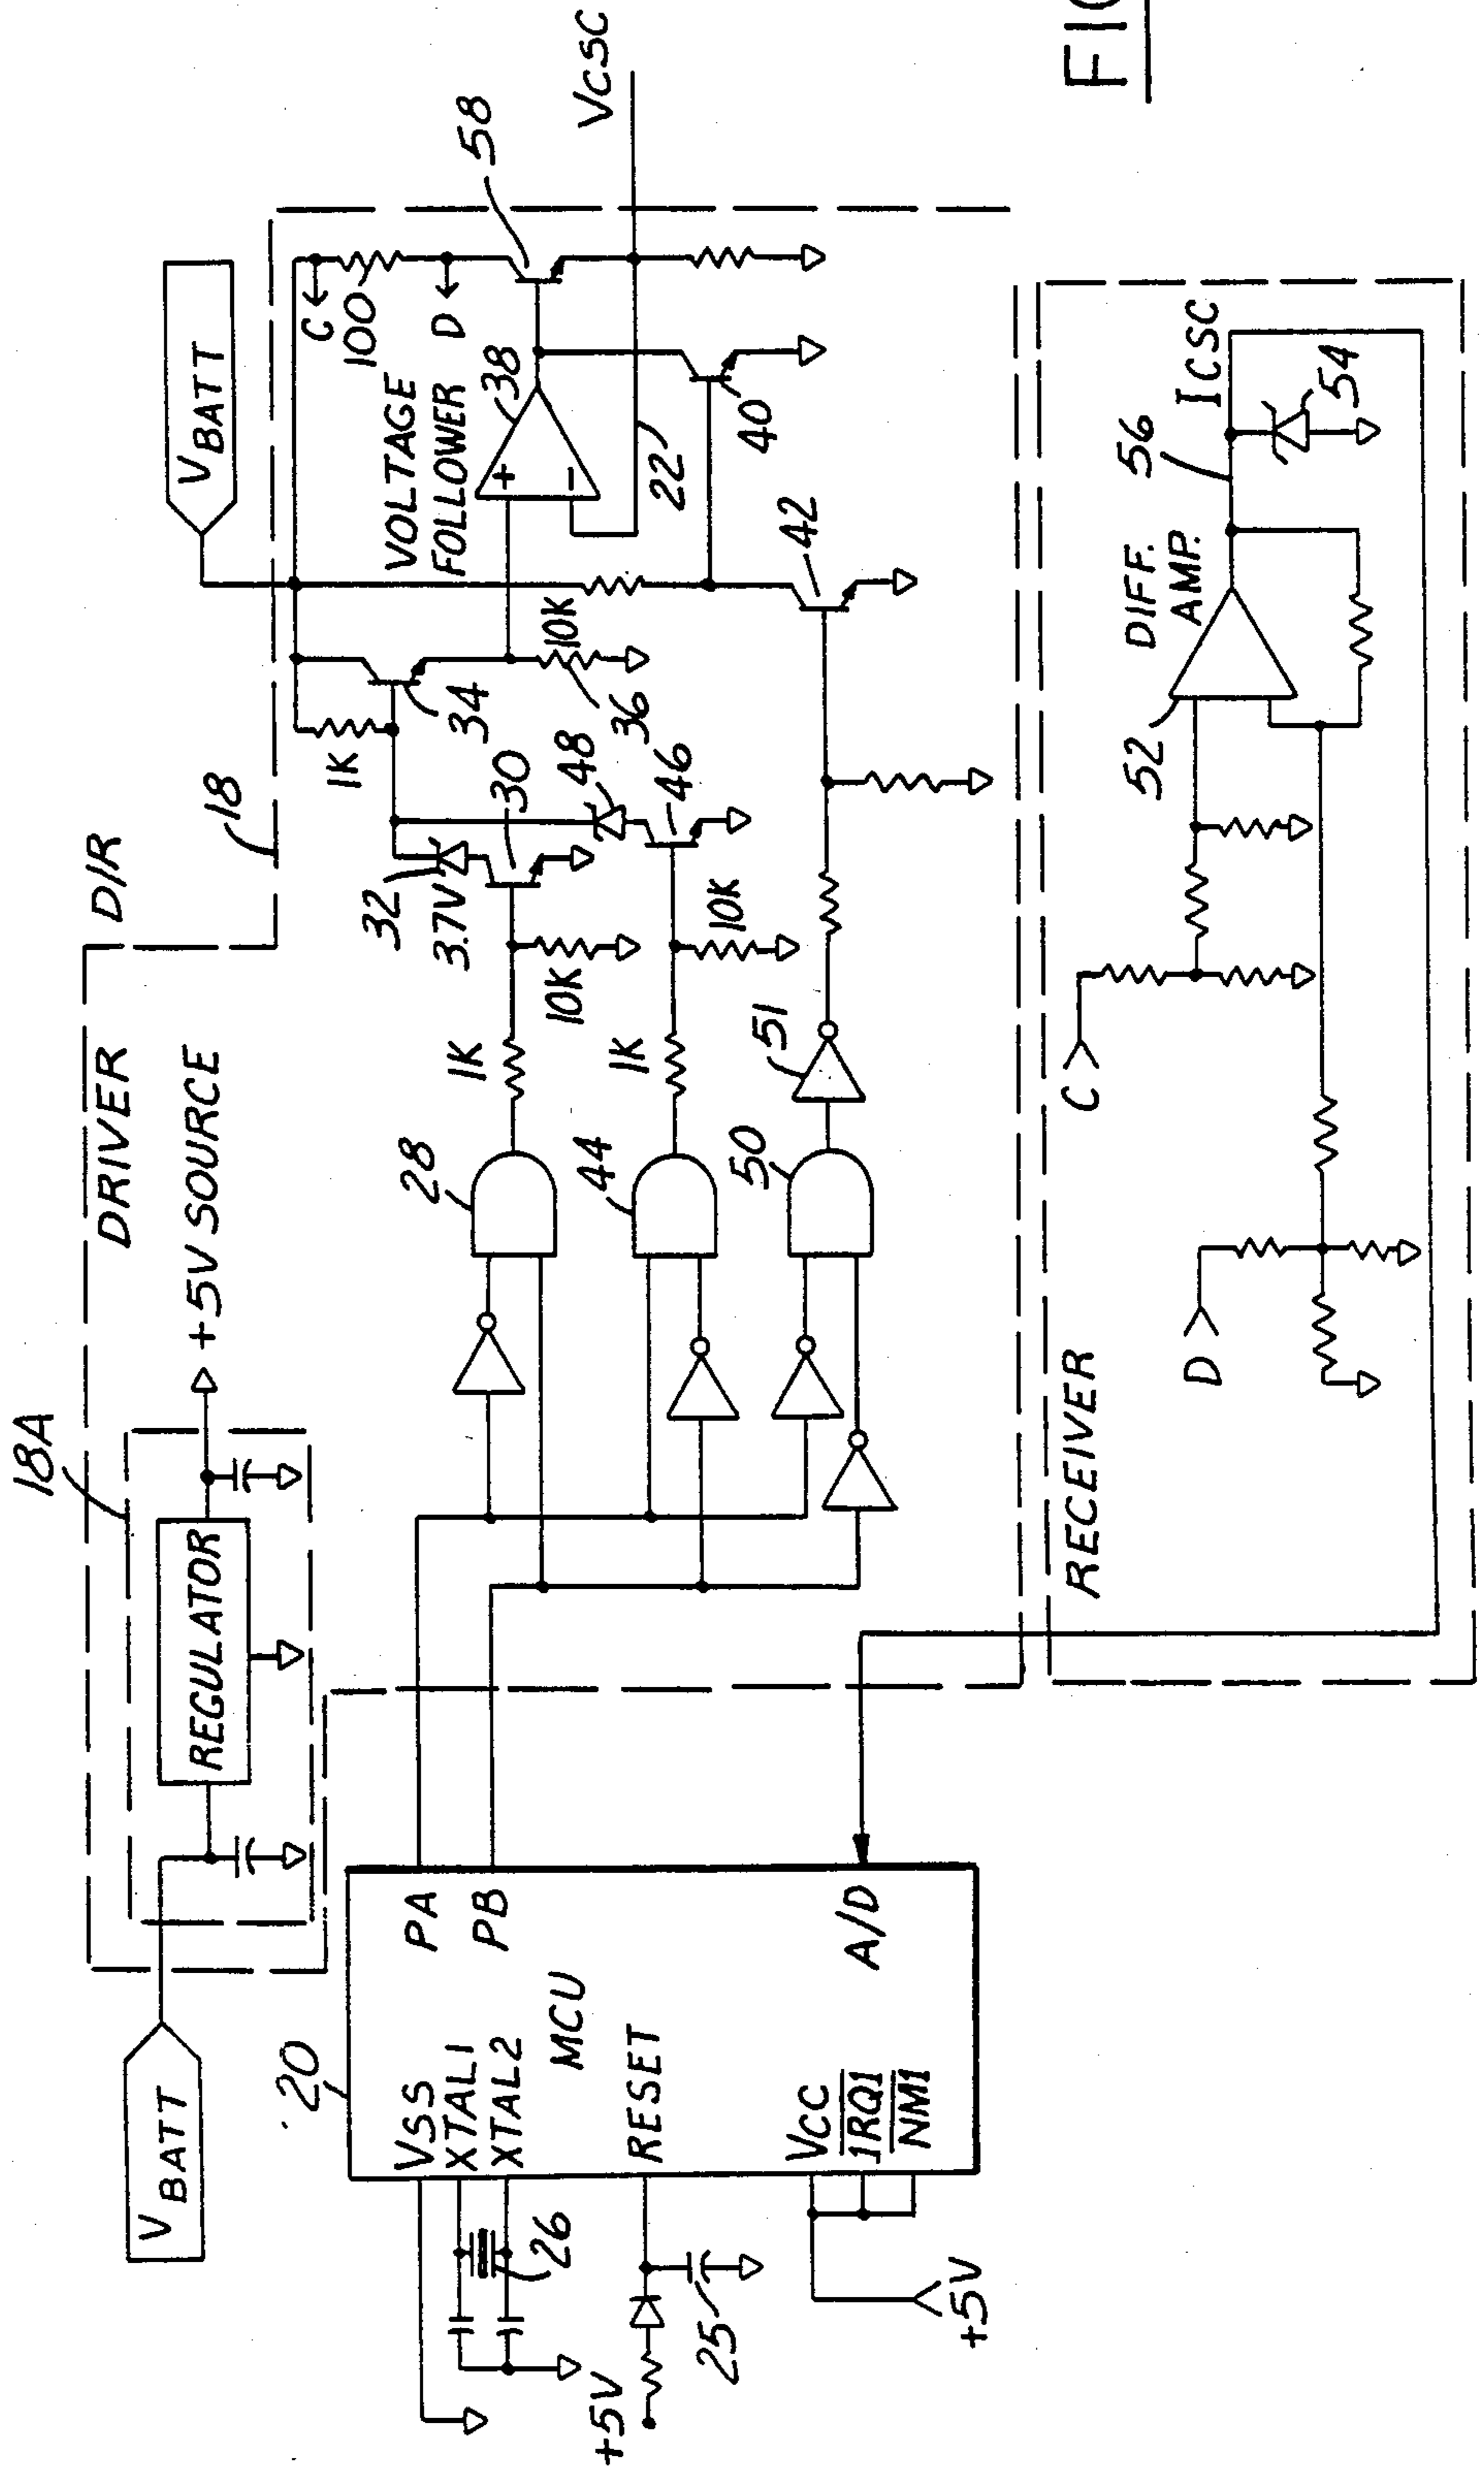 18A
DRIVER
D/R
18
VBATT
REGULATOR
+5V SOURCE
VBATT
20
VSS
XTAL1
XTAL2
MCU
RESET
VCC
1RQ1
NM1
PA
PB
A/D
26
25
+5V
+5V
28
44
50
51
1K
1K
10K
10K
32
3.7V
30
48
46
1K
34
36
10K
VOLTAGE
FOLLOWER
38
22
40
42
C
100
D
58
VCSC
RECEIVER
C
D
52
DIFF.
AMP.
56
ICSC
54
FIG